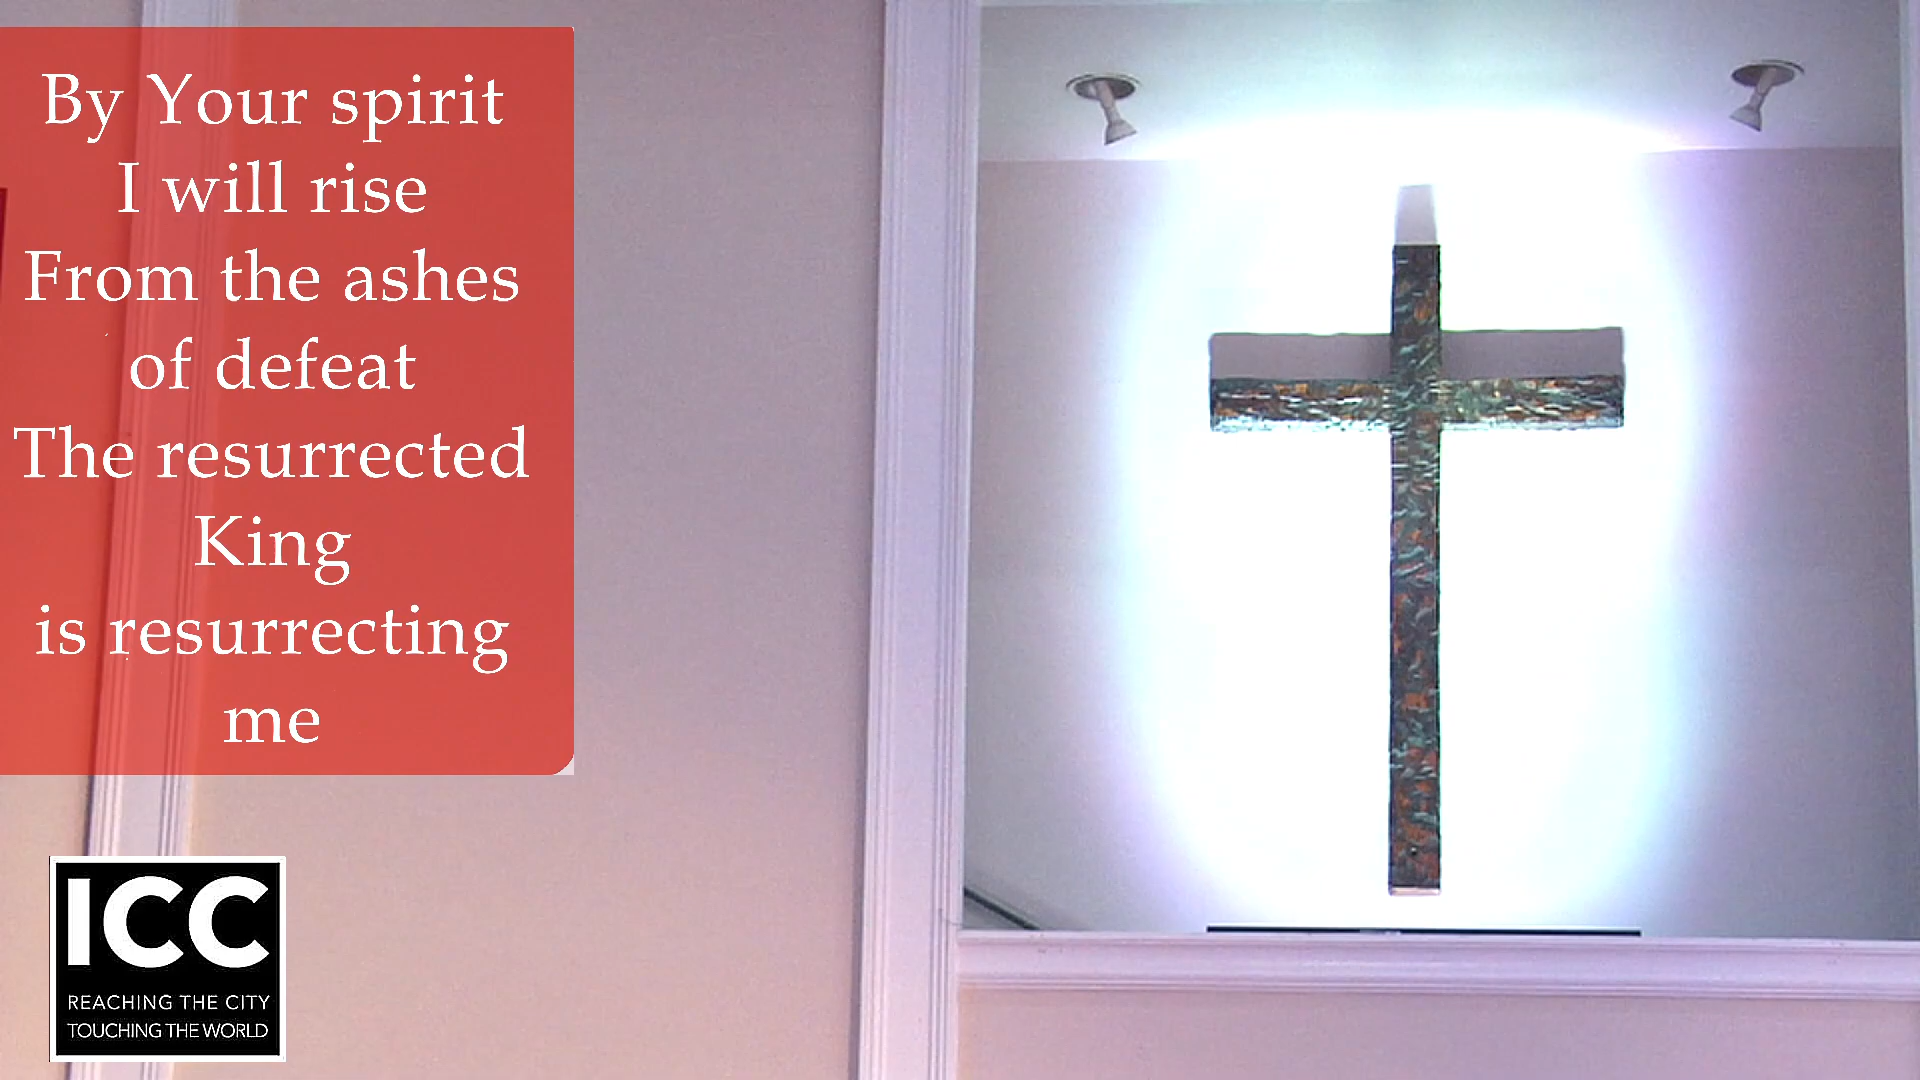 By Your spirit
I will rise
From the ashes
of defeat
The resurrected
King
is resurrecting
me
ICC
REACHING THE CITY
TOUCHING THE WORLD